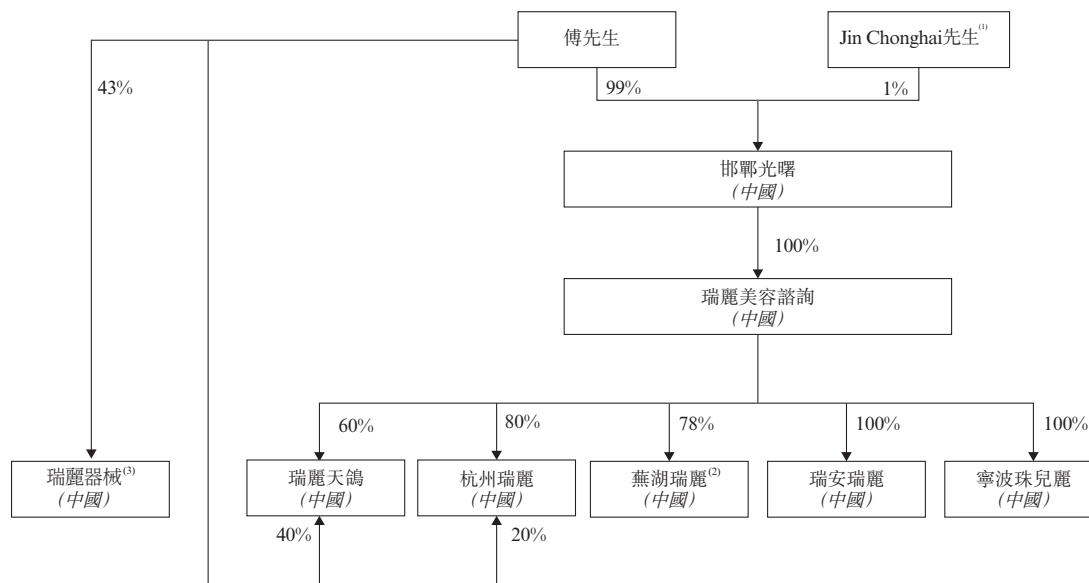 傅先生
Jin Chonghai先生(1)
43%
99%
1%
邯鄲光曙
(中國)
100%
瑞麗美容諮詢
(中國)
60%
80%
78%
100%
100%
瑞麗器械(3)
(中國)
瑞麗天鴿
(中國)
杭州瑞麗
(中國)
蕪湖瑞麗(2)
(中國)
瑞安瑞麗
(中國)
寧波珠兒麗
(中國)
40%
20%